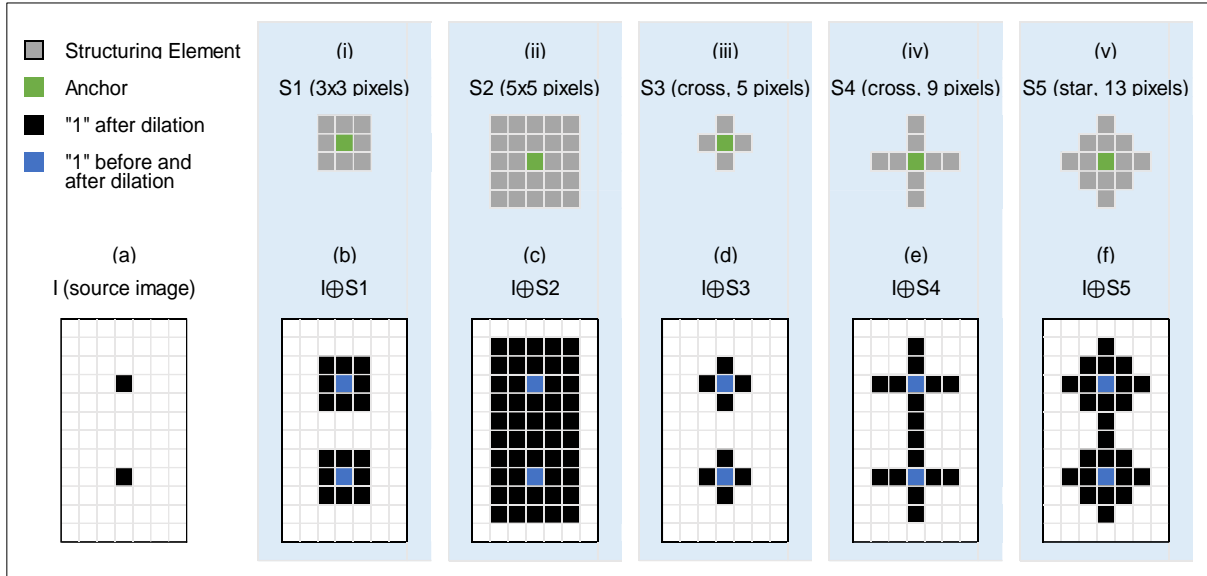 Structuring Element
Anchor
"1" after dilation
"1" before and
after dilation
(i)
S1 (3x3 pixels)
(ii)
S2 (5x5 pixels)
(iii)
S3 (cross, 5 pixels)
(iv)
S4 (cross, 9 pixels)
(v)
S5 (star, 13 pixels)
(a)
I (source image)
(b)
I⊕S1
(c)
I⊕S2
(d)
I⊕S3
(e)
I⊕S4
(f)
I⊕S5